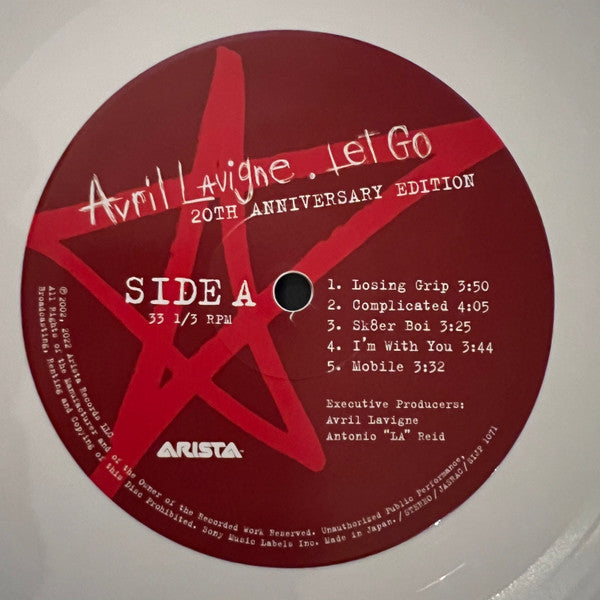 Avril Lavigne. Let Go
20TH ANNIVERSARY EDITION
SIDE A
33 1/3 RPM
1. Losing Grip 3:50
2. Complicated 4:05
3. Sk8er Boi 3:25
4. I'm With You 3:44
5. Mobile 3:32
Executive Producers:
Avril Lavigne
Antonio "LA" Reid
ARISTA
℗ 2002, 2022 Arista Records LLC
All Rights of the Manufacturer and of the Owner of the Recorded Work Reserved. Unauthorized Public Performance,
Broadcasting, Renting and Copying of this Disc Prohibited. Sony Music Labels Inc. Made in Japan./STEREO/JASRAC/SIJP 1071